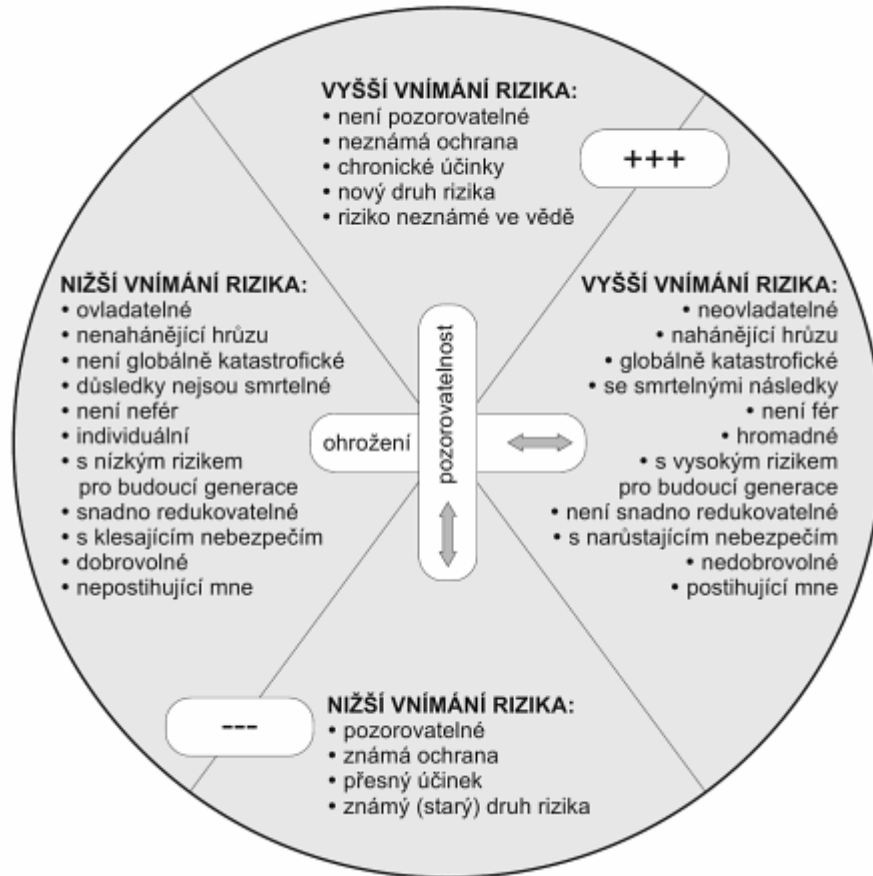 VYŠŠÍ VNÍMÁNÍ RIZIKA:
• není pozorovatelné
• neznámá ochrana
• chronické účinky
• nový druh rizika
• riziko neznámé ve vědě
+++
NIŽŠÍ VNÍMÁNÍ RIZIKA:
• ovladatelné
• nenahánějící hrůzu
• není globálně katastrofické
• důsledky nejsou smrtelné
• není nefér
• individuální
• s nízkým rizikem
pro budoucí generace
• snadno redukovatelné
• s klesajícím nebezpečím
• dobrovolné
• nepostihující mne
ohrožení
pozorovatelnost
VYŠŠÍ VNÍMÁNÍ RIZIKA:
• neovladatelné
• nahánějící hrůzu
• globálně katastrofické
• se smrtelnými následky
• není fér
• hromadné
• s vysokým rizikem
pro budoucí generace
• není snadno redukovatelné
• s narůstajícím nebezpečím
• nedobrovolné
• postihující mne
---
NIŽŠÍ VNÍMÁNÍ RIZIKA:
• pozorovatelné
• známá ochrana
• přesný účinek
• známý (starý) druh rizika